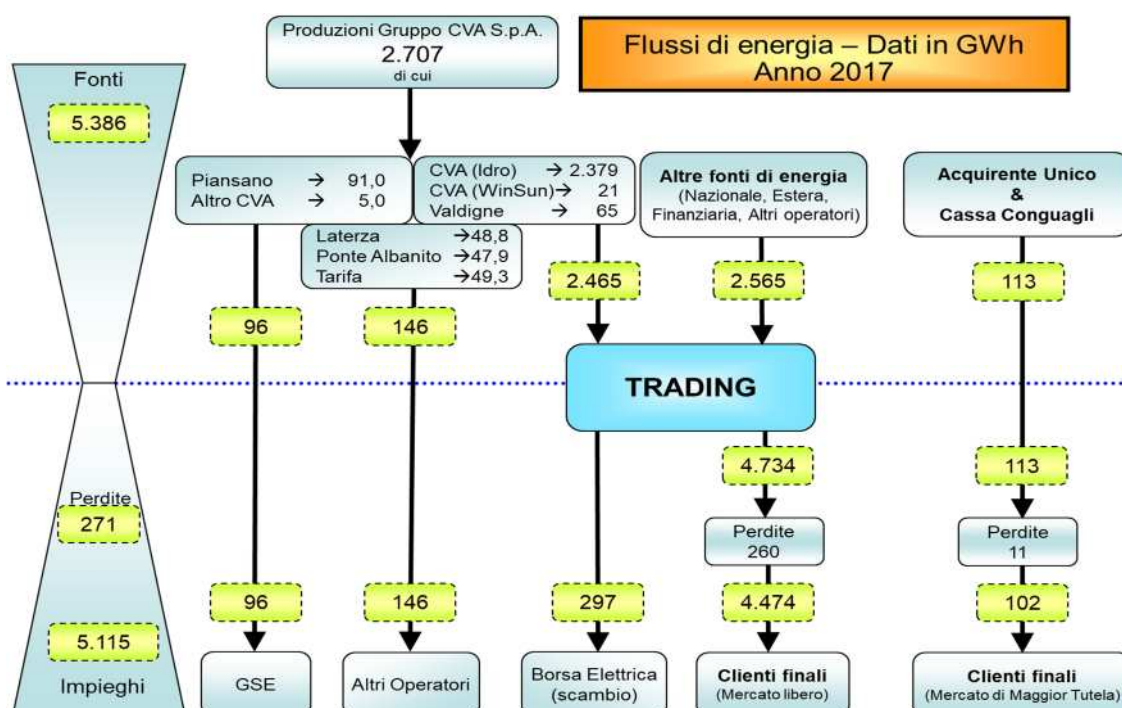 Produzioni Gruppo CVA S.p.A.
2.707
di cui
Flussi di energia – Dati in GWh
Anno 2017
Fonti
5.386
Piansano → 91,0
Altro CVA → 5,0
CVA (Idro) → 2.379
CVA (WinSun)→ 21
Valdigne → 65
Laterza →48,8
Ponte Albanito →47,9
Tarifa →49,3
Altre fonti di energia
(Nazionale, Estera,
Finanziaria, Altri operatori)
Acquirente Unico
&
Cassa Conguagli
96
146
2.465
2.565
113
TRADING
4.734
113
Perdite
271
Perdite
260
Perdite
11
96
146
297
4.474
102
5.115
Impieghi
GSE
Altri Operatori
Borsa Elettrica
(scambio)
Clienti finali
(Mercato libero)
Clienti finali
(Mercato di Maggior Tutela)